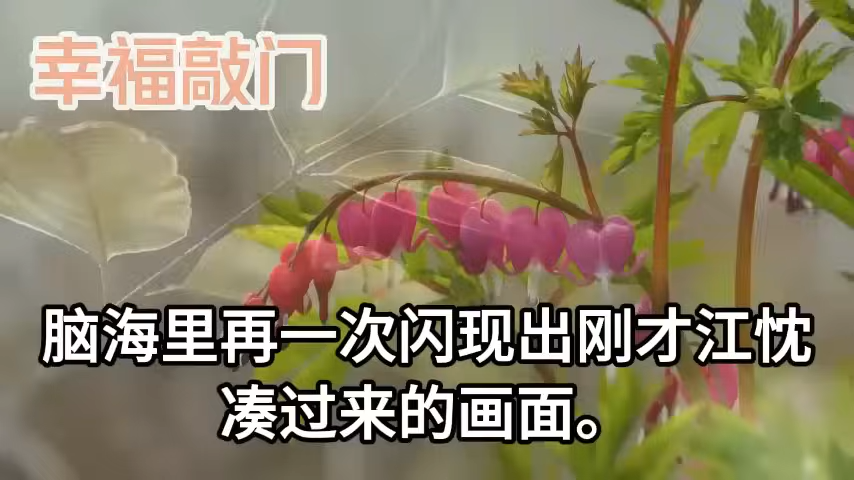 幸福敲门
脑海里再一次闪现出刚才江忱
凑过来的画面。